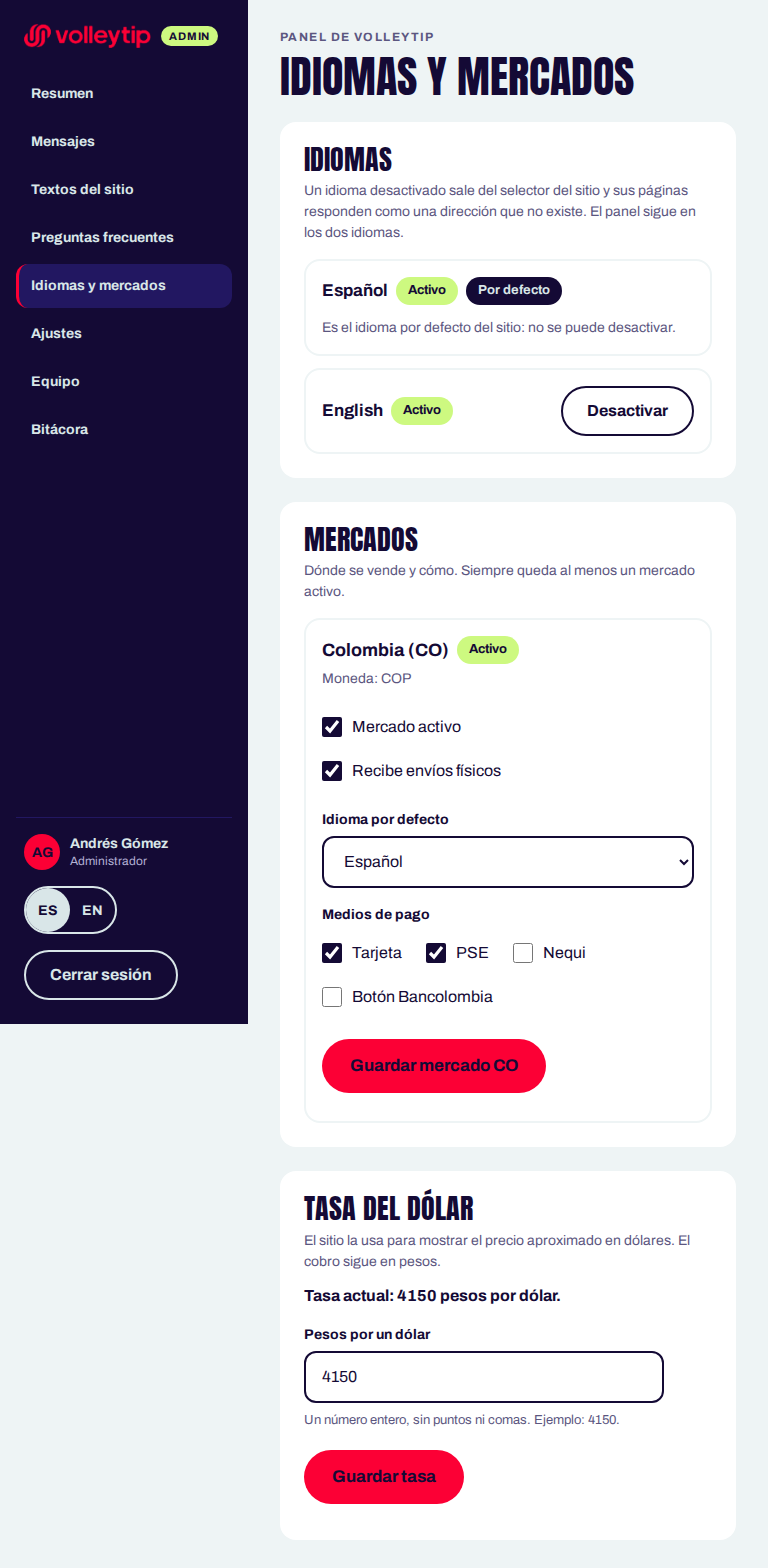 volleytip ADMIN
Resumen
Mensajes
Textos del sitio
Preguntas frecuentes
Idiomas y mercados
Ajustes
Equipo
Bitácora
AG Andrés Gómez
Administrador
ES EN
Cerrar sesión
PANEL DE VOLLEYTIP
IDIOMAS Y MERCADOS
IDIOMAS
Un idioma desactivado sale del selector del sitio y sus páginas
responden como una dirección que no existe. El panel sigue en
los dos idiomas.
Español Activo Por defecto
Es el idioma por defecto del sitio: no se puede desactivar.
English Activo Desactivar
MERCADOS
Dónde se vende y cómo. Siempre queda al menos un mercado
activo.
Colombia (CO) Activo
Moneda: COP
Mercado activo
Recibe envíos físicos
Idioma por defecto
Español
Medios de pago
Tarjeta PSE Nequi
Botón Bancolombia
Guardar mercado CO
TASA DEL DÓLAR
El sitio la usa para mostrar el precio aproximado en dólares. El
cobro sigue en pesos.
Tasa actual: 4150 pesos por dólar.
Pesos por un dólar
4150
Un número entero, sin puntos ni comas. Ejemplo: 4150.
Guardar tasa